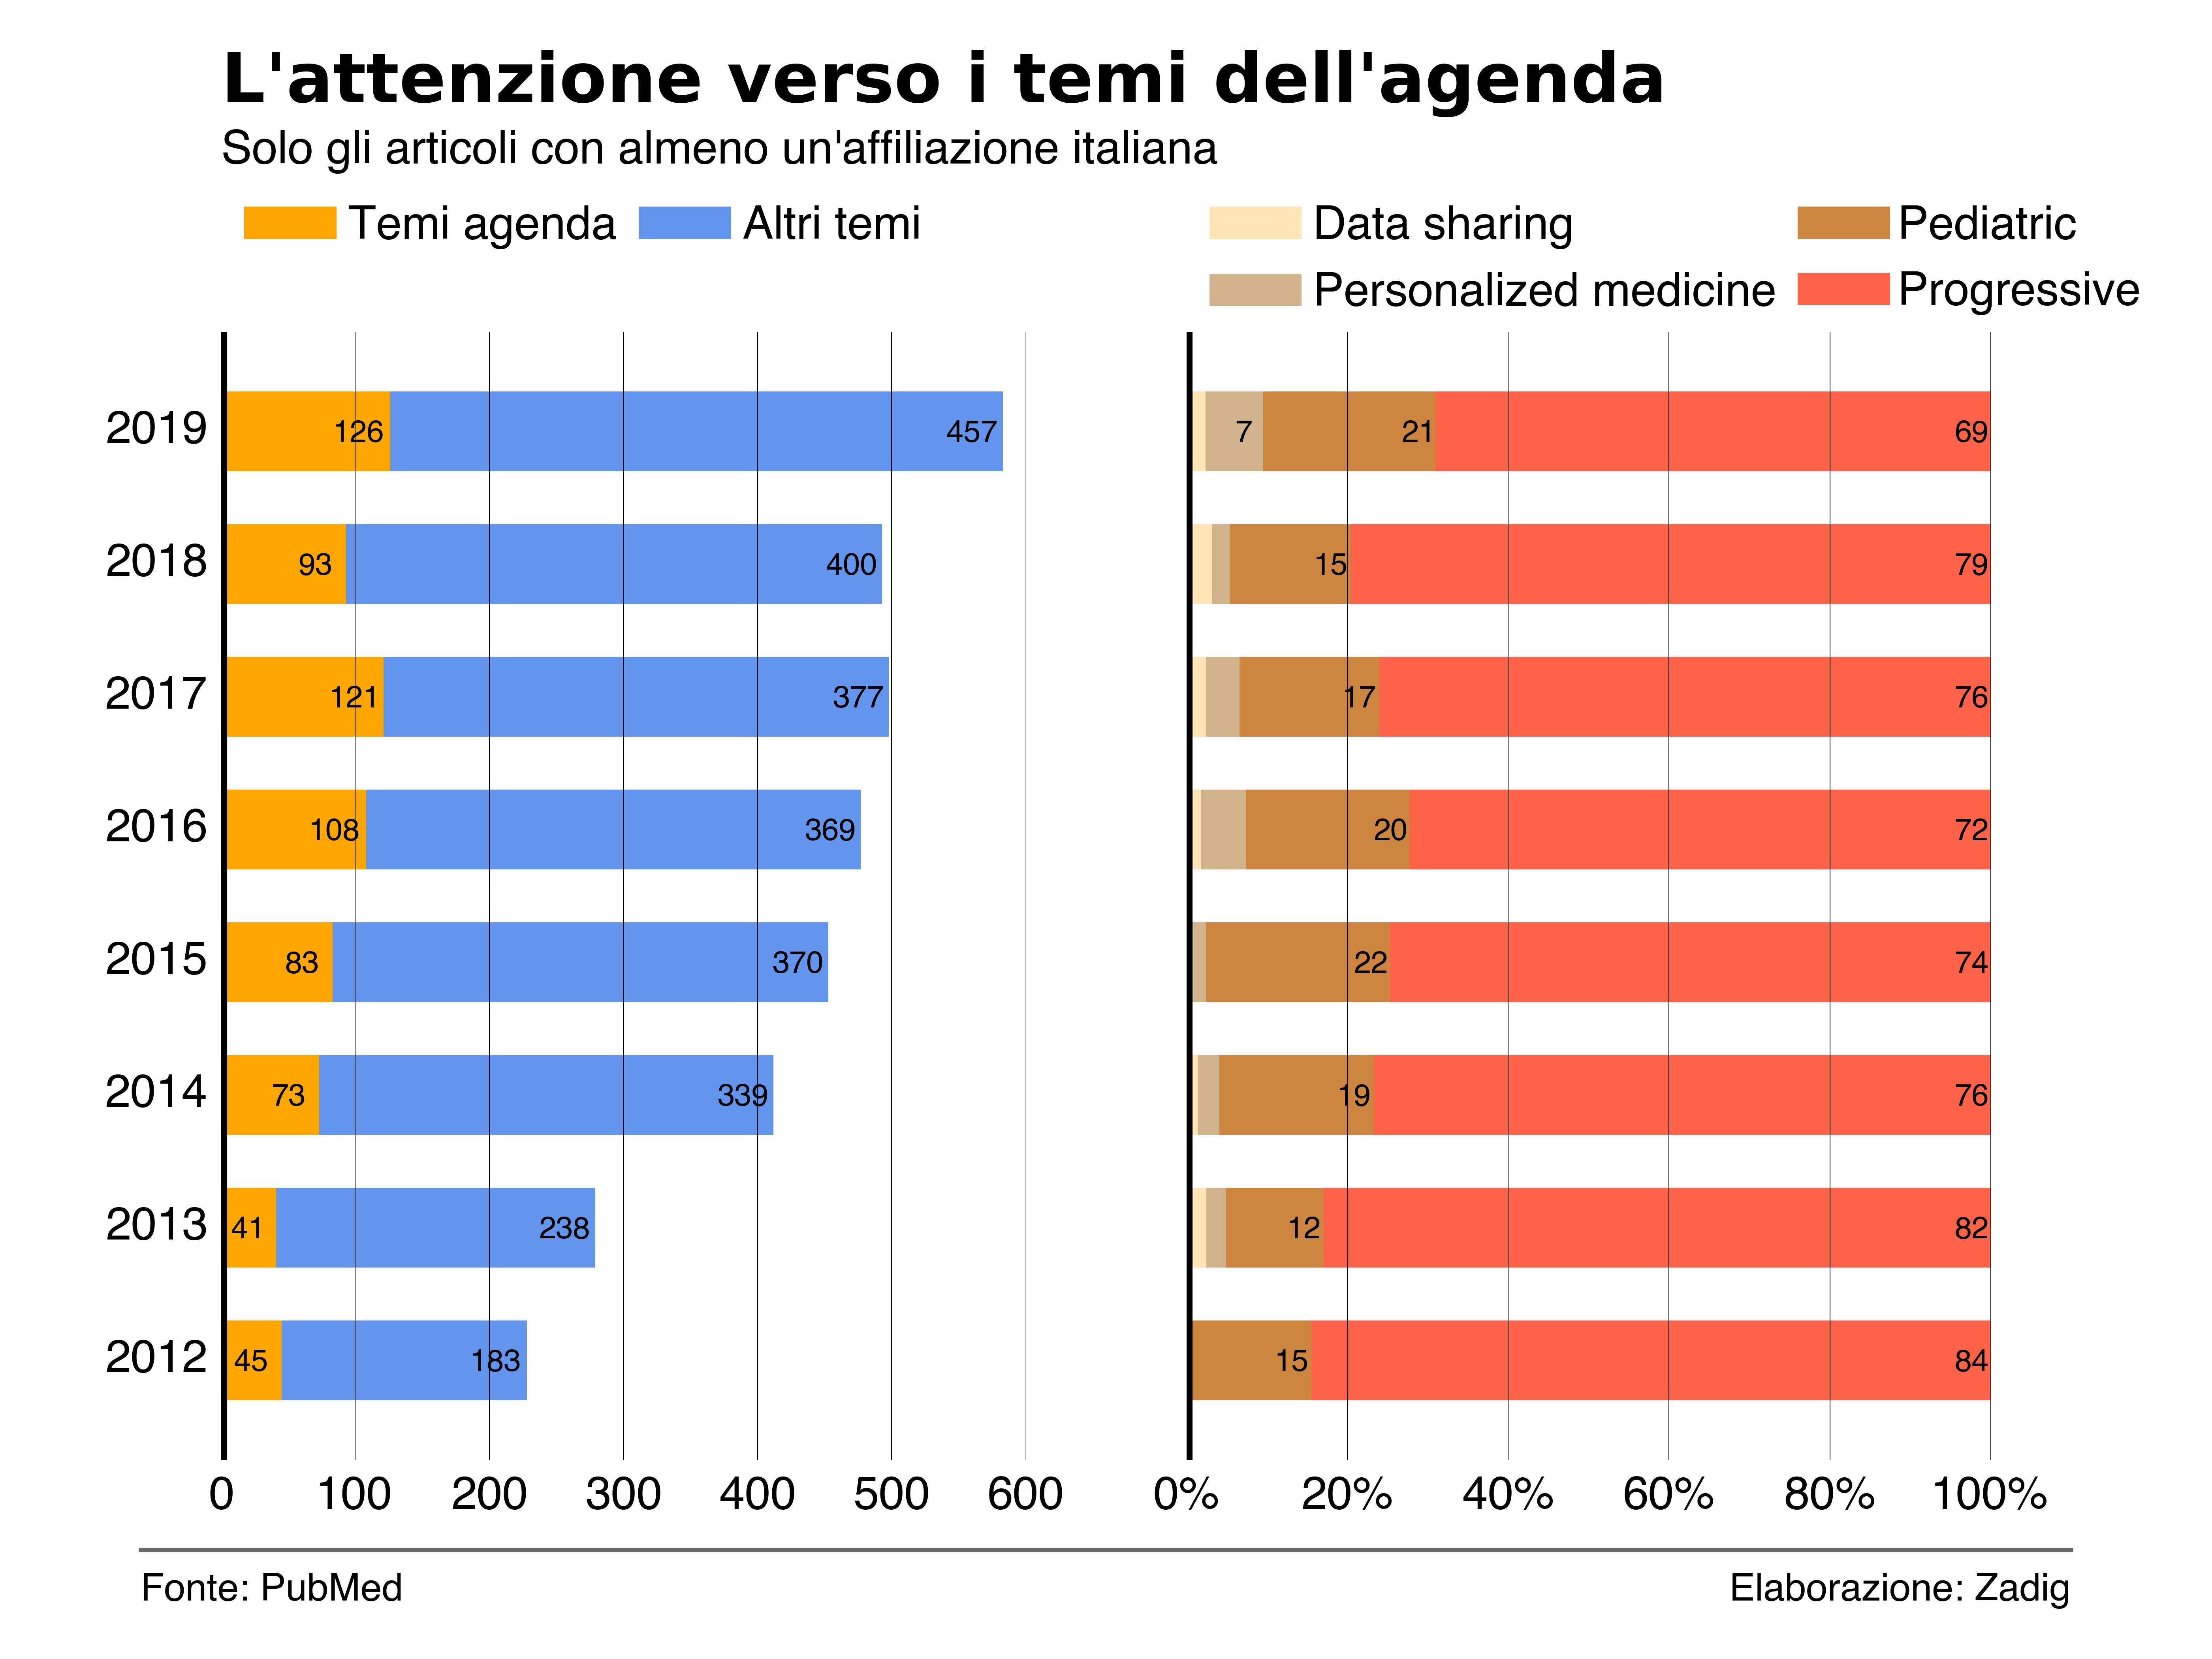 L'attenzione verso i temi dell'agenda
Solo gli articoli con almeno un'affiliazione italiana
Temi agenda Altri temi
Data sharing Pediatric
Personalized medicine Progressive
2019 126 457 7 21 69
2018 93 400 15 79
2017 121 377 17 76
2016 108 369 20 72
2015 83 370 22 74
2014 73 339 19 76
2013 41 238 12 82
2012 45 183 15 84
0 100 200 300 400 500 600 0% 20% 40% 60% 80% 100%
Fonte: PubMed Elaborazione: Zadig